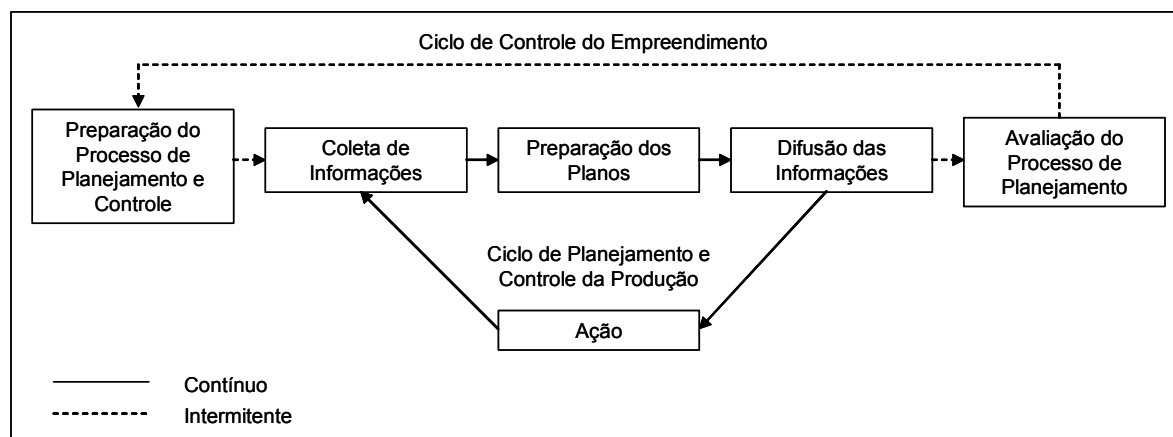 Ciclo de Controle do Empreendimento
Preparação do
Processo de
Planejamento e
Controle
Coleta de
Informações
Preparação dos
Planos
Difusão das
Informações
Avaliação do
Processo de
Planejamento
Ciclo de Planejamento e
Controle da Produção
Ação
Contínuo
Intermitente